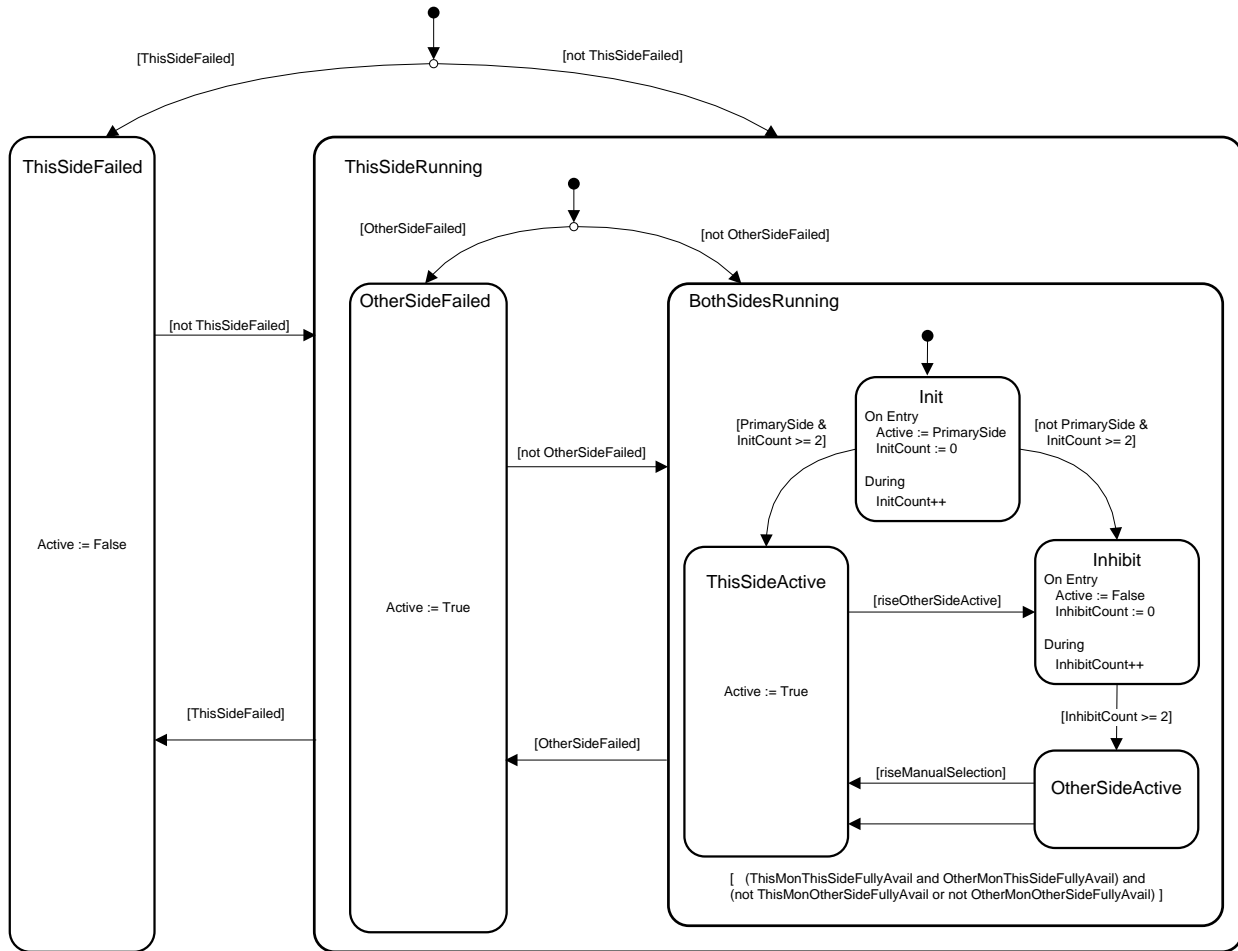 [ThisSideFailed]
[not ThisSideFailed]
ThisSideFailed
ThisSideRunning
[OtherSideFailed]
[not OtherSideFailed]
OtherSideFailed
BothSidesRunning
[not ThisSideFailed]
Init
On Entry
Active := PrimarySide
InitCount := 0
During
InitCount++
[PrimarySide &
InitCount >= 2]
[not PrimarySide &
InitCount >= 2]
[not OtherSideFailed]
Active := False
Active := True
ThisSideActive
Active := True
[riseOtherSideActive]
Inhibit
On Entry
Active := False
InhibitCount := 0
During
InhibitCount++
[ThisSideFailed]
[OtherSideFailed]
[InhibitCount >= 2]
[riseManualSelection]
OtherSideActive
[ (ThisMonThisSideFullyAvail and OtherMonThisSideFullyAvail) and
(not ThisMonOtherSideFullyAvail or not OtherMonOtherSideFullyAvail) ]